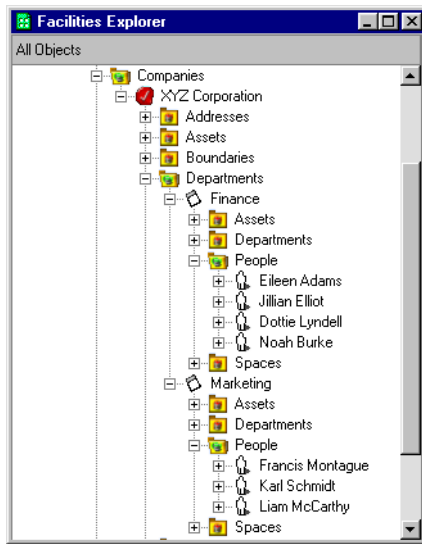 Facilities Explorer
All Objects
Companies
XYZ Corporation
Addresses
Assets
Boundaries
Departments
Finance
Assets
Departments
People
Eileen Adams
Jillian Elliot
Dottie Lyndell
Noah Burke
Spaces
Marketing
Assets
Departments
People
Francis Montague
Karl Schmidt
Liam McCarthy
Spaces